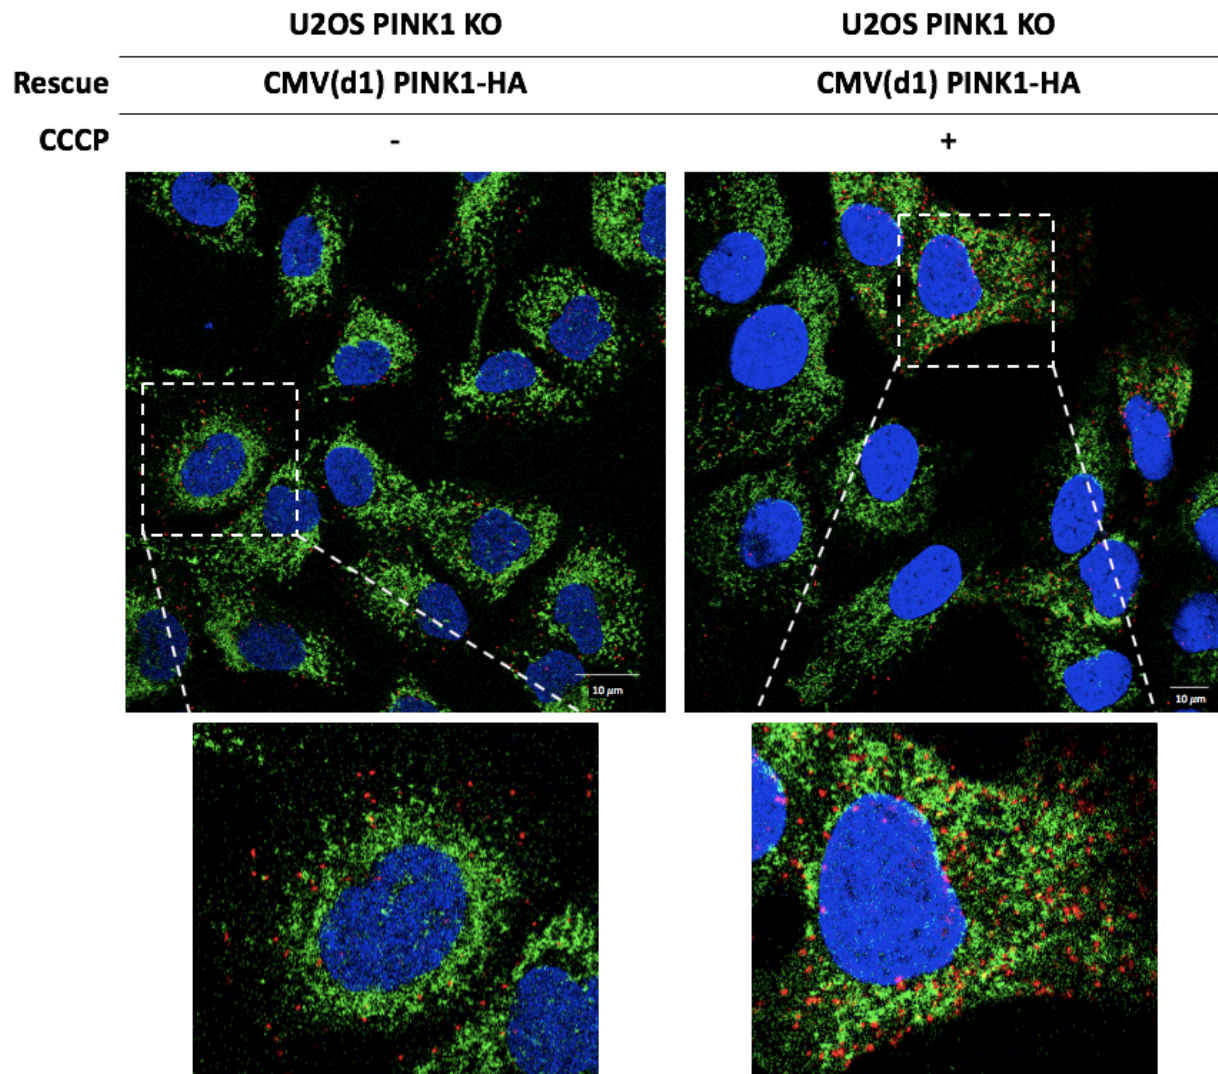 U2OS PINK1 KO U2OS PINK1 KO
Rescue CMV(d1) PINK1-HA CMV(d1) PINK1-HA
CCCP - +
10 µm 10 µm